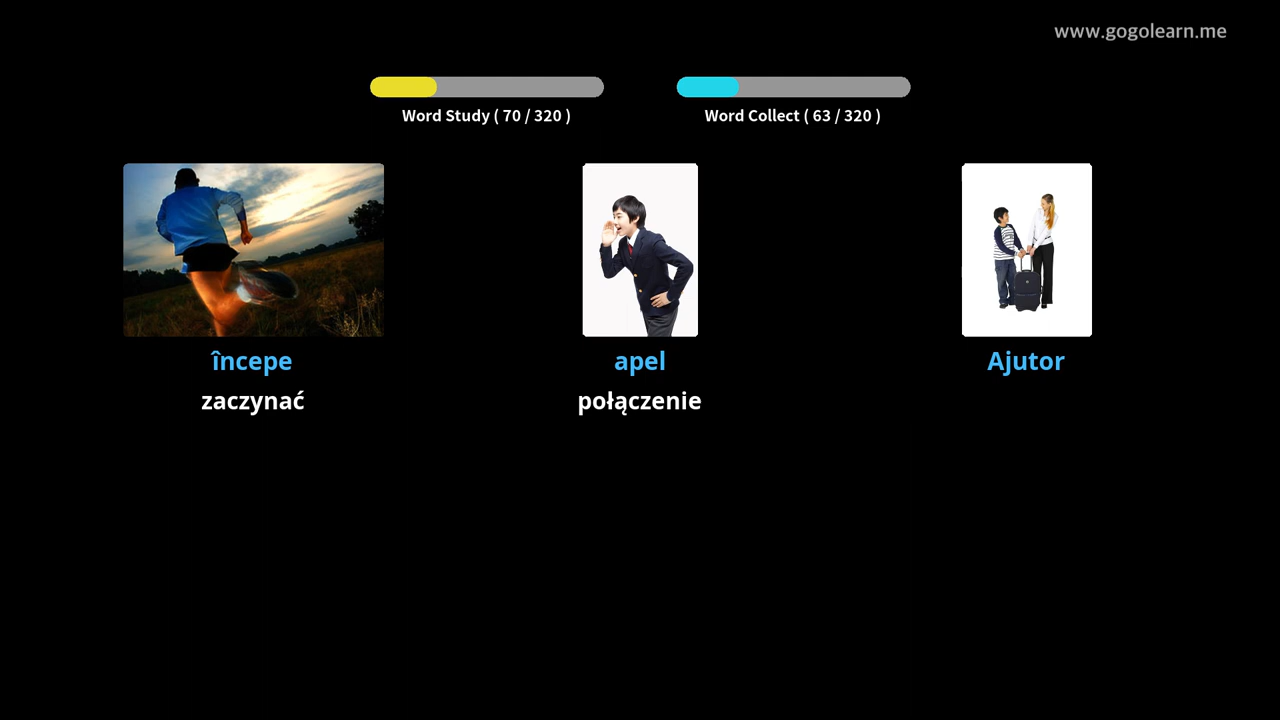 www.gogolearn.me
Word Study ( 70 / 320 )
Word Collect ( 63 / 320 )
începe
apel
Ajutor
zaczynać
połączenie